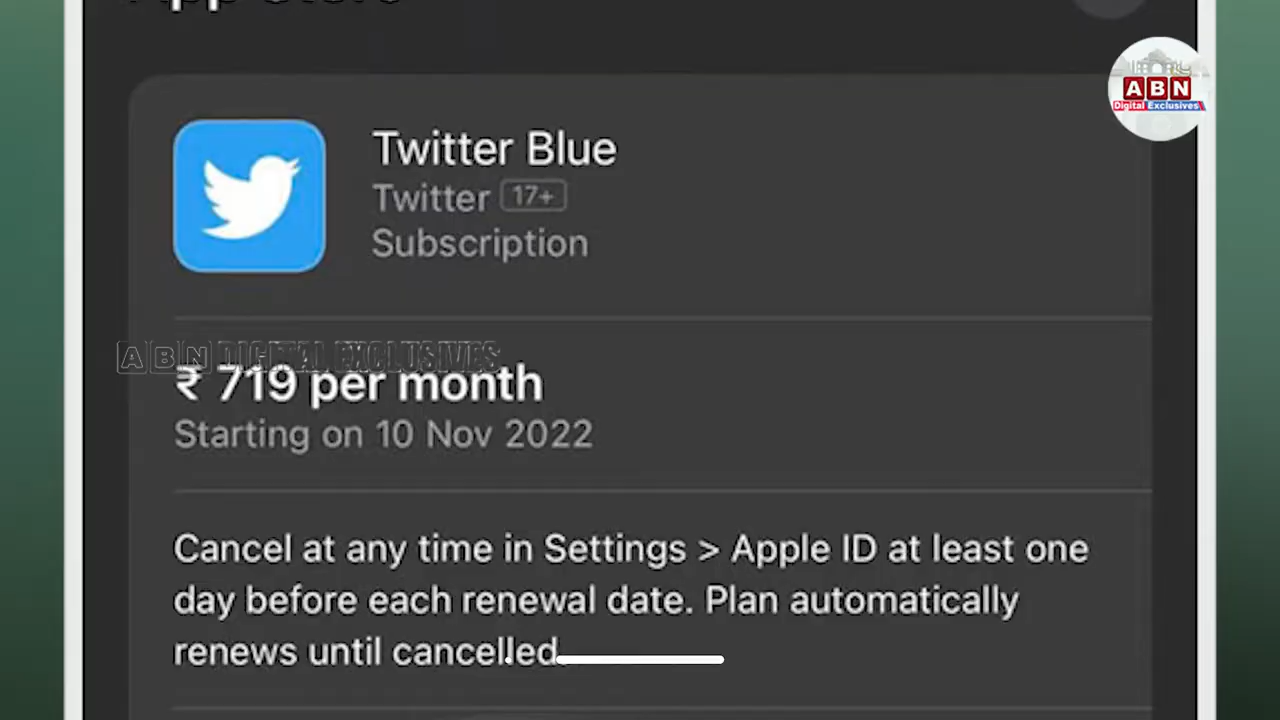 App Store
ABN
Digital Exclusives
Twitter Blue
Twitter 17+
Subscription
ABN DIGITAL EXCLUSIVES
₹ 719 per month
Starting on 10 Nov 2022
Cancel at any time in Settings > Apple ID at least one
day before each renewal date. Plan automatically
renews until cancelled.